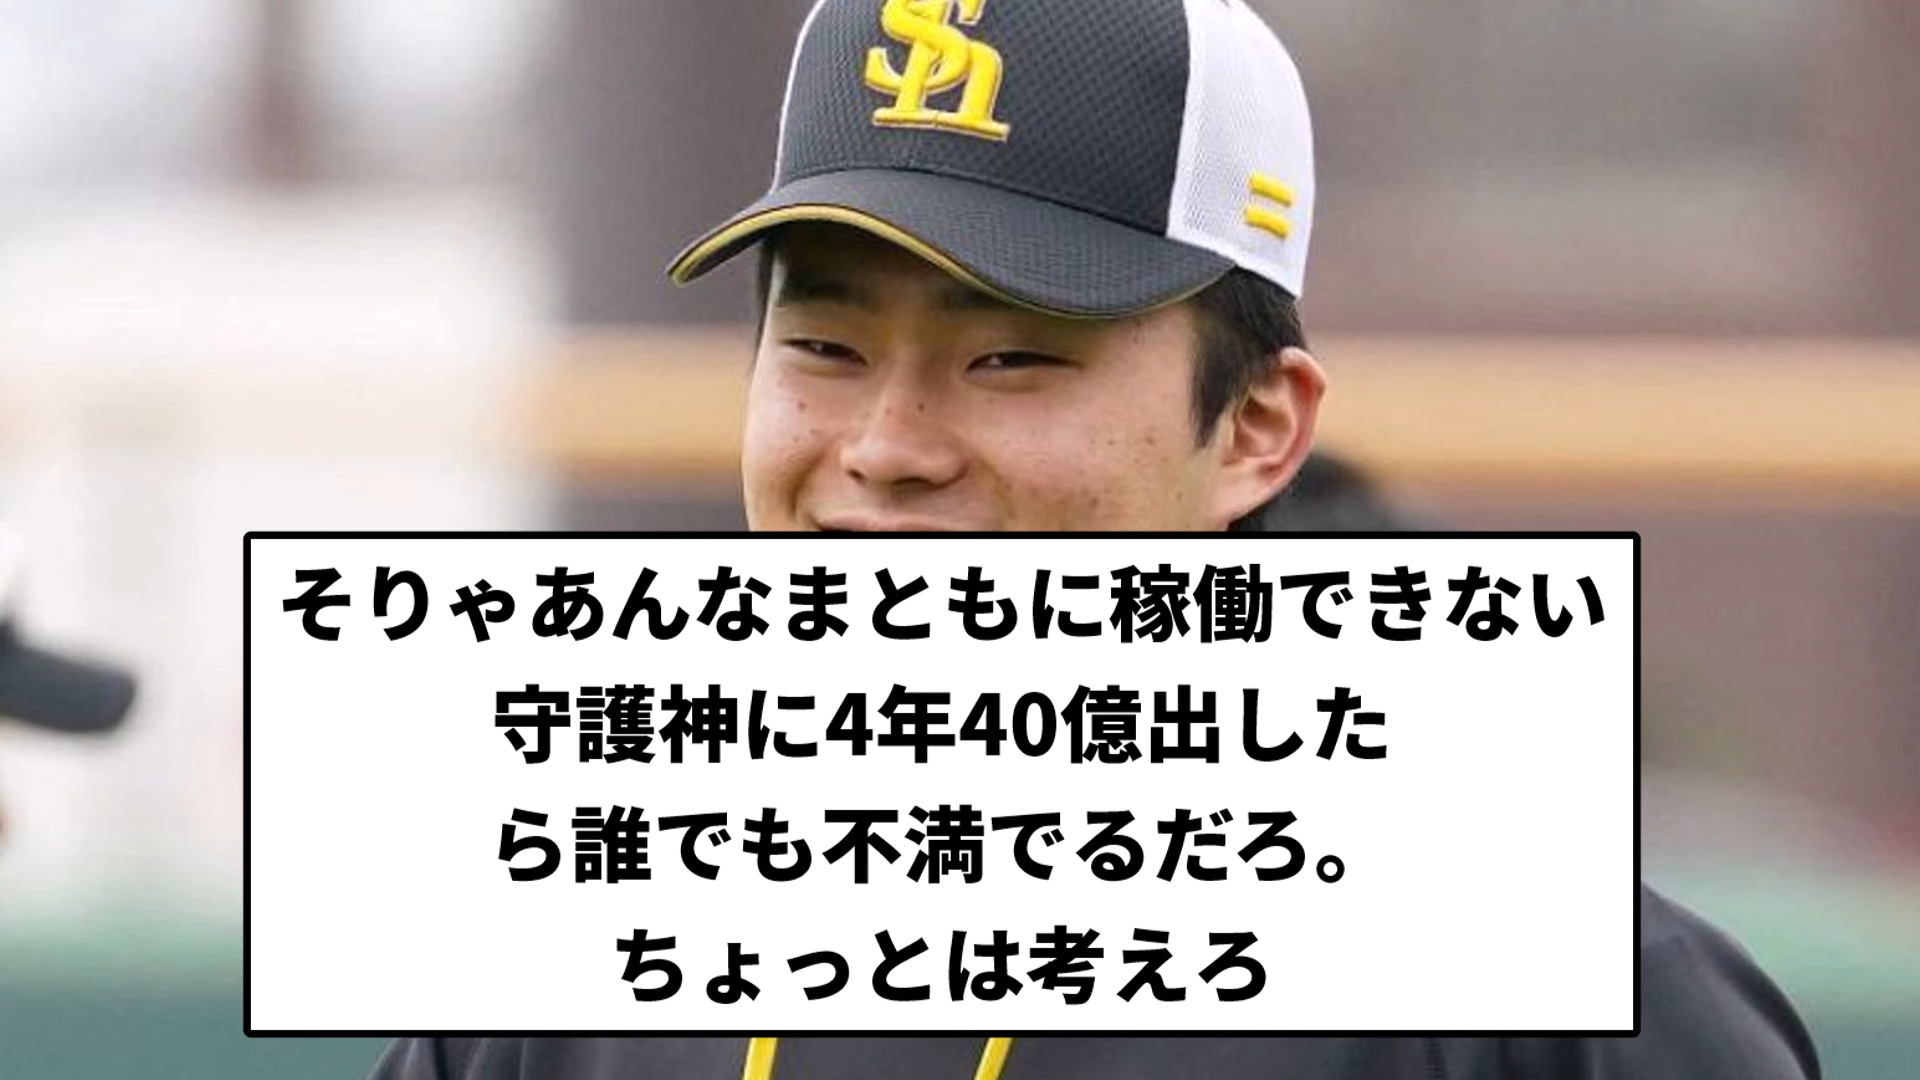 Sh
そりゃあんなまともに稼働できない
守護神に4年40億出した
ら誰でも不満でるだろ。
ちょっとは考えろ